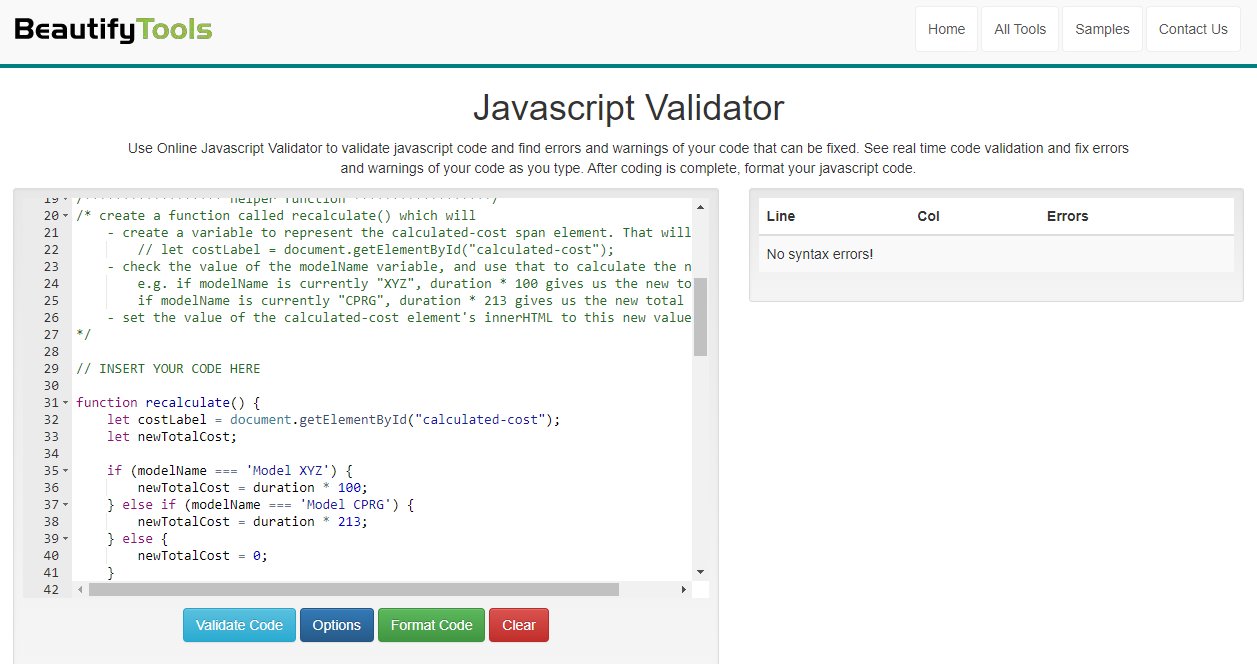 BeautifyTools
Home All Tools Samples Contact Us
Javascript Validator
Use Online Javascript Validator to validate javascript code and find errors and warnings of your code that can be fixed. See real time code validation and fix errors
and warnings of your code as you type. After coding is complete, format your javascript code.
19 helper function
20 /* create a function called recalculate() which will
21 - create a variable to represent the calculated-cost span element. That will
22 // let costLabel = document.getElementById("calculated-cost");
23 - check the value of the modelName variable, and use that to calculate the n
24 e.g. if modelName is currently "XYZ", duration * 100 gives us the new to
25 if modelName is currently "CPRG", duration * 213 gives us the new total
26 - set the value of the calculated-cost element's innerHTML to this new value
27 */
28
29 // INSERT YOUR CODE HERE
30
31 function recalculate() {
32 let costLabel = document.getElementById("calculated-cost");
33 let newTotalCost;
34
35 if (modelName === 'Model XYZ') {
36 newTotalCost = duration * 100;
37 } else if (modelName === 'Model CPRG') {
38 newTotalCost = duration * 213;
39 } else {
40 newTotalCost = 0;
41 }
42
Validate Code Options Format Code Clear
Line Col Errors
No syntax errors!